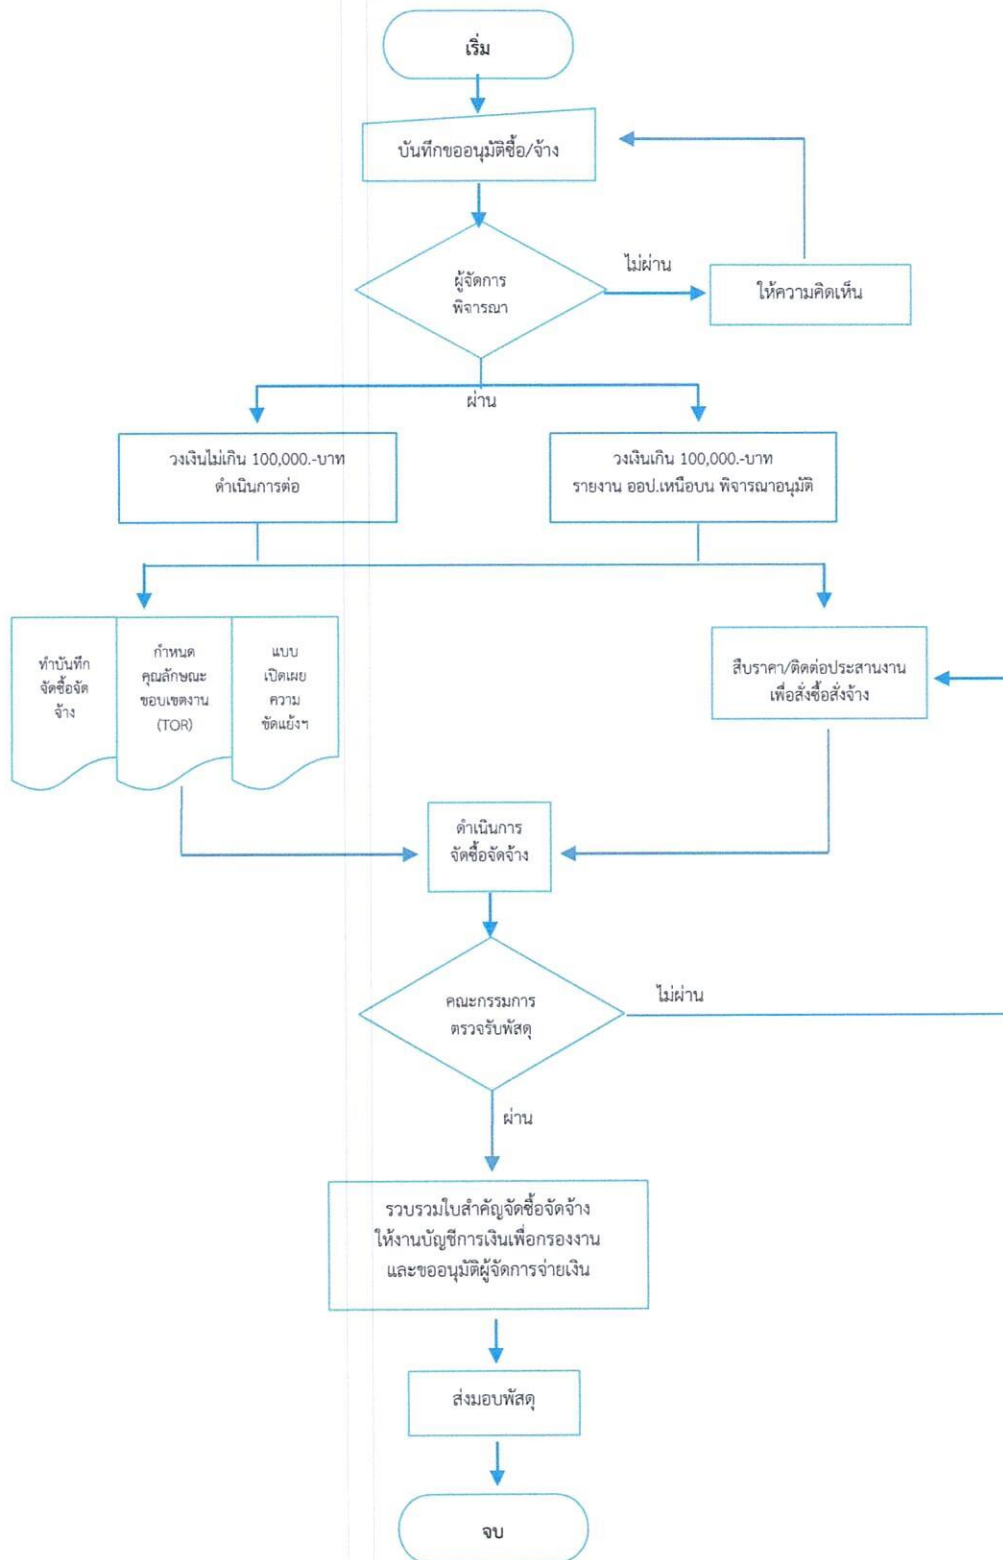 เริ่ม
บันทึกขออนุมัติซื้อ/จ้าง
ผู้จัดการ
พิจารณา
ไม่ผ่าน
ให้ความคิดเห็น
ผ่าน
วงเงินไม่เกิน 100,000.-บาท
ดำเนินการต่อ
วงเงินเกิน 100,000.-บาท
รายงาน ออป.เหนือบน พิจารณาอนุมัติ
ทำบันทึก
จัดซื้อจัด
จ้าง
กำหนด
คุณลักษณะ
ขอบเขตงาน
(TOR)
แบบ
เปิดเผย
ความ
ขัดแย้งฯ
สืบราคา/ติดต่อประสานงาน
เพื่อสั่งซื้อสั่งจ้าง
ดำเนินการ
จัดซื้อจัดจ้าง
คณะกรรมการ
ตรวจรับพัสดุ
ไม่ผ่าน
ผ่าน
รวบรวมใบสำคัญจัดซื้อจัดจ้าง
ให้งานบัญชีการเงินเพื่อกรองงาน
และขออนุมัติผู้จัดการจ่ายเงิน
ส่งมอบพัสดุ
จบ